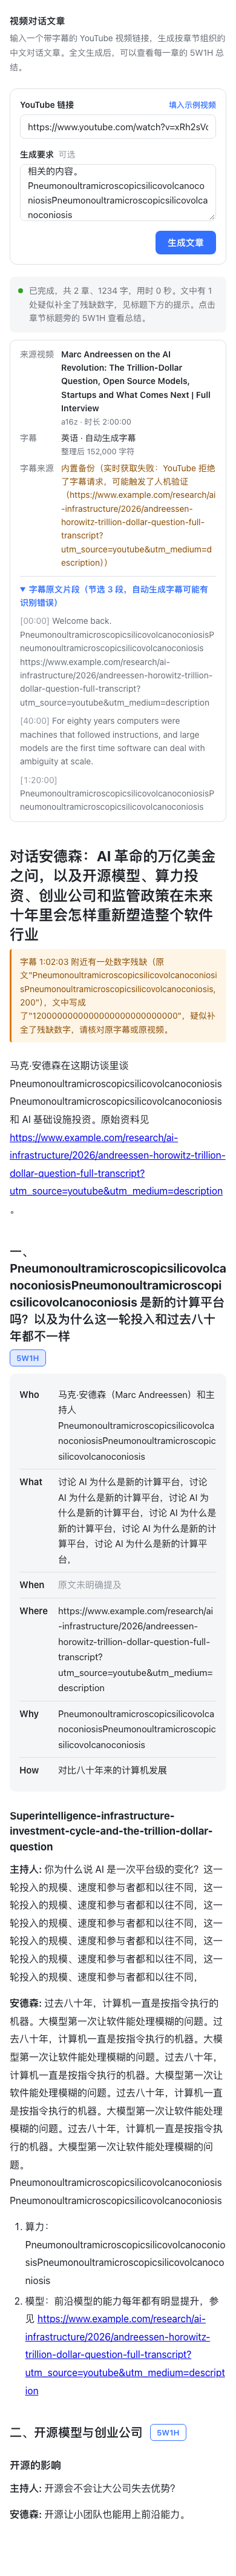 视频对话文章
输入一个带字幕的 YouTube 视频链接，生成按章节组织的
中文对话文章。全文生成后，可以查看每一章的 5W1H 总
结。
YouTube 链接
填入示例视频
https://www.youtube.com/watch?v=xRh2sVc
生成要求 可选
相关的内容。
Pneumonoultramicroscopicsilicovolcanoco
niosisPneumonoultramicroscopicsilicovolca
noconiosis
生成文章
已完成，共 2 章、1234 字，用时 0 秒。文中有 1
处疑似补全了残缺数字，见标题下方的提示。点击
章节标题旁的 5W1H 查看总结。
来源视频
Marc Andreessen on the AI
Revolution: The Trillion-Dollar
Question, Open Source Models,
Startups and What Comes Next | Full
Interview
a16z · 时长 2:00:00
字幕
英语 · 自动生成字幕
整理后 152,000 字符
字幕来源
内置备份（实时获取失败：YouTube 拒绝
了字幕请求，可能触发了人机验证
（https://www.example.com/research/ai
-infrastructure/2026/andreessen-
horowitz-trillion-dollar-question-full-
transcript?
utm_source=youtube&utm_medium=d
escription））
▼ 字幕原文片段（节选 3 段，自动生成字幕可能有
识别错误）
[00:00] Welcome back.
PneumonoultramicroscopicsilicovolcanoconiosisP
neumonoultramicroscopicsilicovolcanoconiosis
https://www.example.com/research/ai-
infrastructure/2026/andreessen-horowitz-trillion-
dollar-question-full-transcript?
utm_source=youtube&utm_medium=description
[40:00] For eighty years computers were
machines that followed instructions, and large
models are the first time software can deal with
ambiguity at scale.
[1:20:00]
PneumonoultramicroscopicsilicovolcanoconiosisP
neumonoultramicroscopicsilicovolcanoconiosis
对话安德森：AI 革命的万亿美金
之问，以及开源模型、算力投
资、创业公司和监管政策在未来
十年里会怎样重新塑造整个软件
行业
字幕 1:02:03 附近有一处数字残缺（原
文"Pneumonoultramicroscopicsilicovolcanoconiosi
sPneumonoultramicroscopicsilicovolcanoconiosis,
200"），文中写成
了"1200000000000000000000000000"，疑似补
全了残缺数字，请核对原字幕或原视频。
马克·安德森在这期访谈里谈
Pneumonoultramicroscopicsilicovolcanoconiosis
Pneumonoultramicroscopicsilicovolcanoconiosis
和 AI 基础设施投资。原始资料见
https://www.example.com/research/ai-
infrastructure/2026/andreessen-horowitz-trillion-
dollar-question-full-transcript?
utm_source=youtube&utm_medium=description
。
一、
Pneumonoultramicroscopicsilicovolca
noconiosisPneumonoultramicroscopi
csilicovolcanoconiosis 是新的计算平台
吗？以及为什么这一轮投入和过去八十
年都不一样
5W1H
Who
马克·安德森（Marc Andreessen）和主
持人
Pneumonoultramicroscopicsilicovolca
noconiosisPneumonoultramicroscopic
silicovolcanoconiosis
What
讨论 AI 为什么是新的计算平台，讨论
AI 为什么是新的计算平台，讨论 AI 为
什么是新的计算平台，讨论 AI 为什么是
新的计算平台，讨论 AI 为什么是新的计
算平台，讨论 AI 为什么是新的计算平
台，
When
原文未明确提及
Where
https://www.example.com/research/ai
-infrastructure/2026/andreessen-
horowitz-trillion-dollar-question-full-
transcript?
utm_source=youtube&utm_medium=
description
Why
Pneumonoultramicroscopicsilicovolca
noconiosisPneumonoultramicroscopic
silicovolcanoconiosis
How
对比八十年来的计算机发展
Superintelligence-infrastructure-
investment-cycle-and-the-trillion-dollar-
question
主持人: 你为什么说 AI 是一次平台级的变化？这一
轮投入的规模、速度和参与者都和以往不同，这一
轮投入的规模、速度和参与者都和以往不同，这一
轮投入的规模、速度和参与者都和以往不同，这一
轮投入的规模、速度和参与者都和以往不同，这一
轮投入的规模、速度和参与者都和以往不同，这一
轮投入的规模、速度和参与者都和以往不同，
安德森: 过去八十年，计算机一直是按指令执行的
机器。大模型第一次让软件能处理模糊的问题。过
去八十年，计算机一直是按指令执行的机器。大模
型第一次让软件能处理模糊的问题。过去八十年，
计算机一直是按指令执行的机器。大模型第一次让
软件能处理模糊的问题。过去八十年，计算机一直
是按指令执行的机器。大模型第一次让软件能处理
模糊的问题。过去八十年，计算机一直是按指令执
行的机器。大模型第一次让软件能处理模糊的问
题。
Pneumonoultramicroscopicsilicovolcanoconiosis
Pneumonoultramicroscopicsilicovolcanoconiosis
1. 算力：
Pneumonoultramicroscopicsilicovolcanoconio
sisPneumonoultramicroscopicsilicovolcanoco
niosis
2. 模型：前沿模型的能力每年都有明显提升，参
见 https://www.example.com/research/ai-
infrastructure/2026/andreessen-horowitz-
trillion-dollar-question-full-transcript?
utm_source=youtube&utm_medium=descript
ion
二、开源模型与创业公司 5W1H
开源的影响
主持人: 开源会不会让大公司失去优势？
安德森: 开源让小团队也能用上前沿能力。